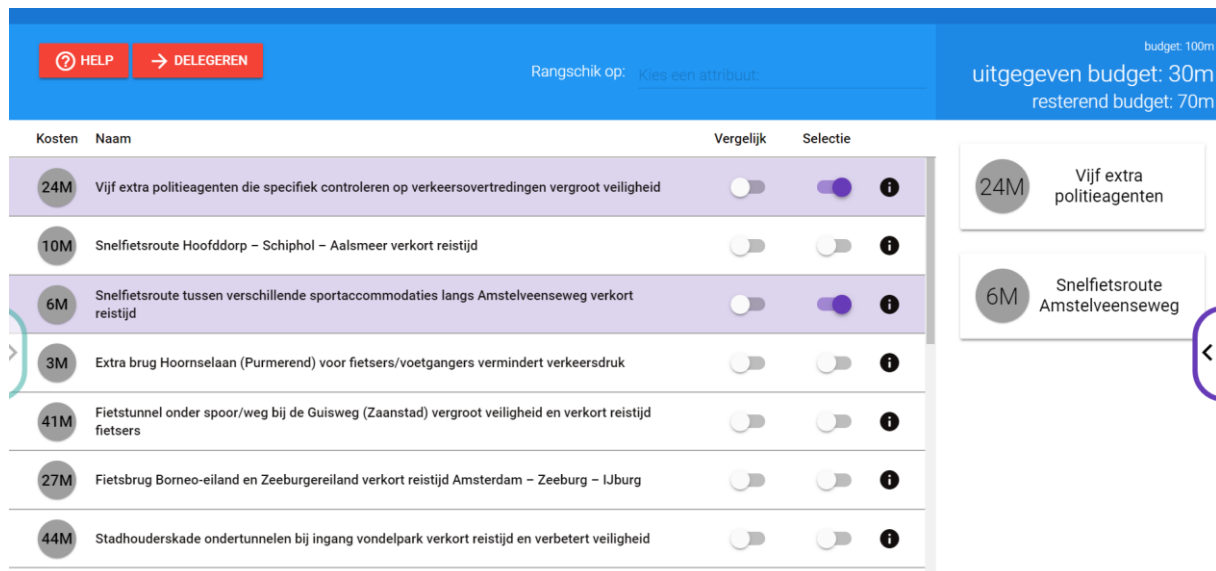 HELP
DELEGEREN
Rangschik op: Kies een attribuut:
budget: 100m
uitgegeven budget: 30m
resterend budget: 70m
Kosten Naam Vergelijk Selectie
24M Vijf extra politieagenten die specifiek controleren op verkeersovertredingen vergroot veiligheid
10M Snelfietsroute Hoofddorp – Schiphol – Aalsmeer verkort reistijd
6M Snelfietsroute tussen verschillende sportaccommodaties langs Amstelveenseweg verkort
reistijd
3M Extra brug Hoornselaan (Purmerend) voor fietsers/voetgangers vermindert verkeersdruk
41M Fietstunnel onder spoor/weg bij de Guisweg (Zaanstad) vergroot veiligheid en verkort reistijd
fietsers
27M Fietsbrug Borneo-eiland en Zeeburgereiland verkort reistijd Amsterdam – Zeeburg – IJburg
44M Stadhouderskade ondertunnelen bij ingang vondelpark verkort reistijd en verbetert veiligheid
24M Vijf extra
politieagenten
6M Snelfietsroute
Amstelveenseweg